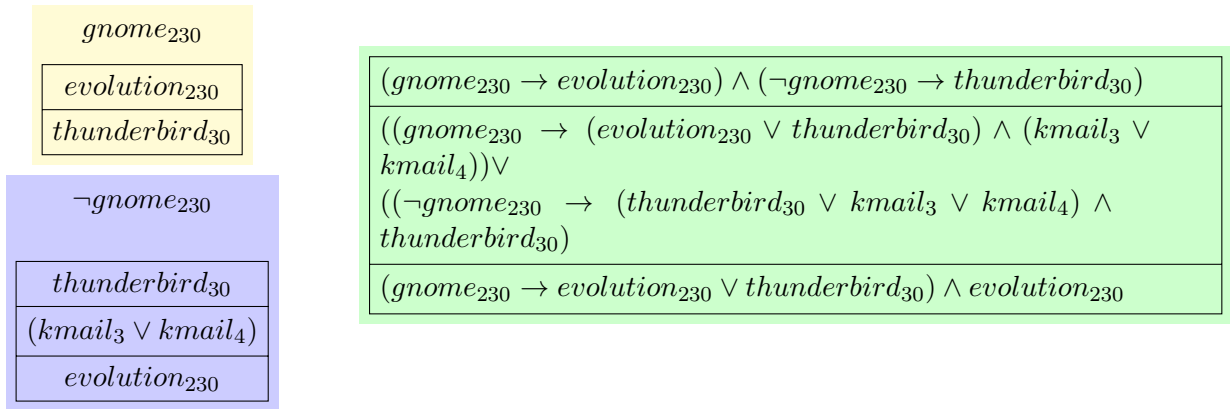 gnome₂₃₀
evolution₂₃₀
thunderbird₃₀
¬gnome₂₃₀
thunderbird₃₀
(kmail₃ ∨ kmail₄)
evolution₂₃₀
(gnome₂₃₀ → evolution₂₃₀) ∧ (¬gnome₂₃₀ → thunderbird₃₀)
((gnome₂₃₀ → (evolution₂₃₀ ∨ thunderbird₃₀) ∧ (kmail₃ ∨
kmail₄))∨
((¬gnome₂₃₀ → (thunderbird₃₀ ∨ kmail₃ ∨ kmail₄) ∧
thunderbird₃₀)
(gnome₂₃₀ → evolution₂₃₀ ∨ thunderbird₃₀) ∧ evolution₂₃₀